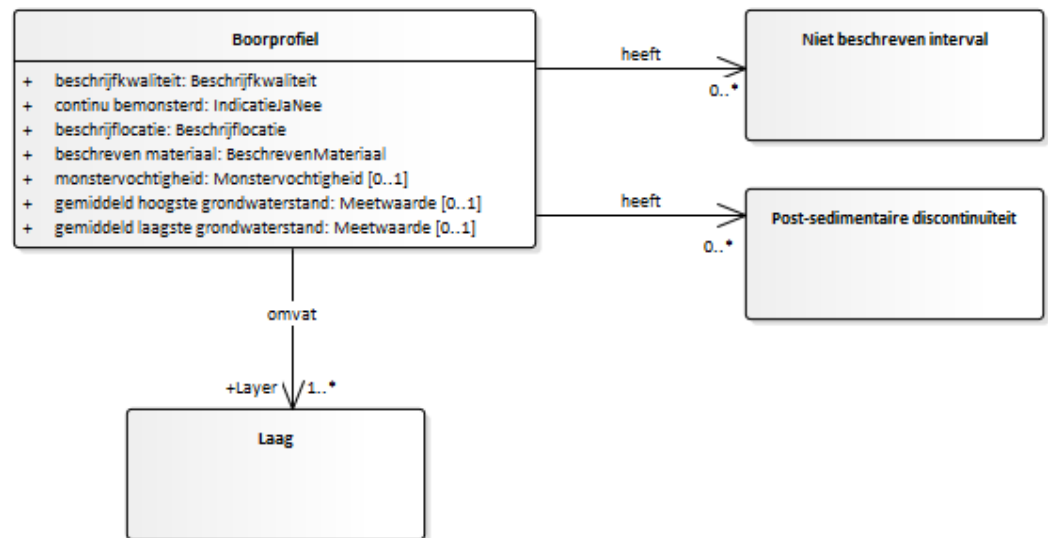 Boorprofiel
+ beschrijfkwaliteit: Beschrijfkwaliteit
+ continu bemonsterd: IndicatieJaNee
+ beschrijflocatie: Beschrijflocatie
+ beschreven materiaal: BeschrevenMateriaal
+ monstervochtigheid: Monstervochtigheid [0..1]
+ gemiddeld hoogste grondwaterstand: Meetwaarde [0..1]
+ gemiddeld laagste grondwaterstand: Meetwaarde [0..1]
heeft
0..*
Niet beschreven interval
heeft
0..*
Post-sedimentaire discontinuïteit
omvat
+Layer 1..*
Laag